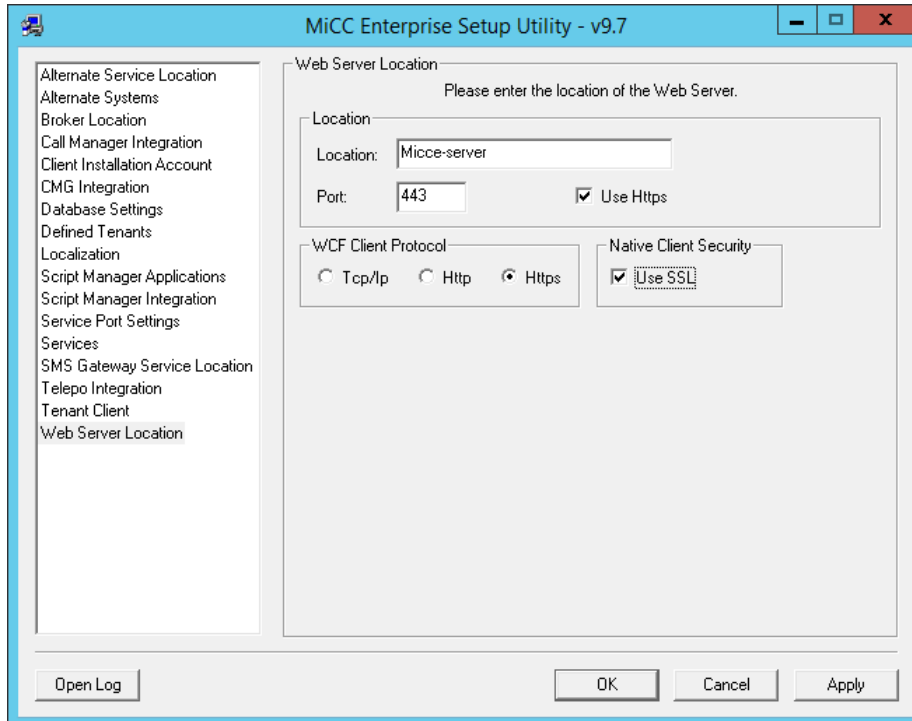 MiCC Enterprise Setup Utility - v9.7
Alternate Service Location
Alternate Systems
Broker Location
Call Manager Integration
Client Installation Account
CMG Integration
Database Settings
Defined Tenants
Localization
Script Manager Applications
Script Manager Integration
Service Port Settings
Services
SMS Gateway Service Location
Telepo Integration
Tenant Client
Web Server Location
Web Server Location
Please enter the location of the Web Server.
Location
Location: Micce-server
Port: 443 Use Https
WCF Client Protocol
Tcp/Ip Http Https
Native Client Security
Use SSL
Open Log OK Cancel Apply